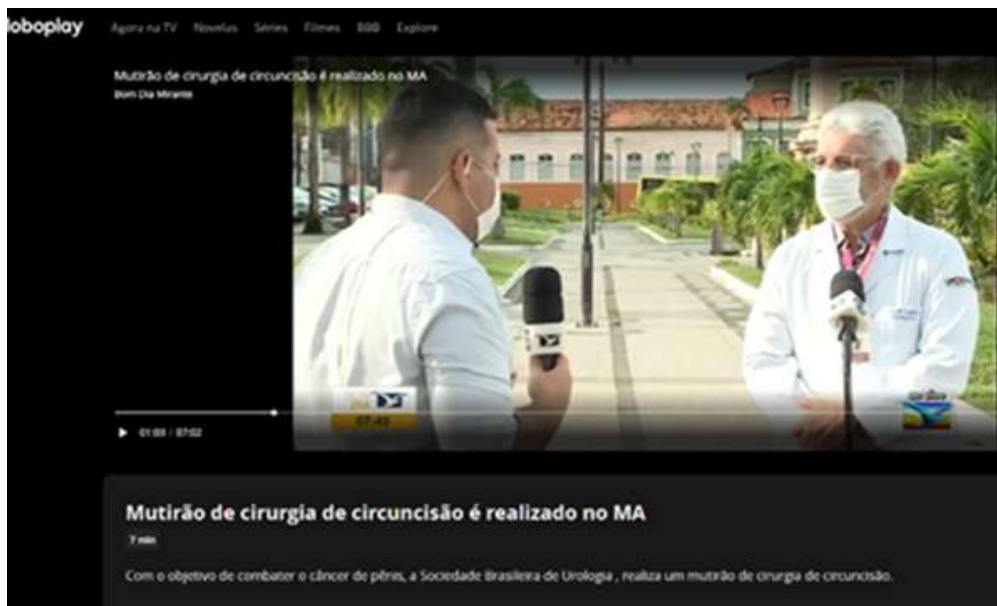 loboplay
Agora na TV Novelas Séries Filmes BBB Explore
Mutirão de cirurgia de circuncisão é realizado no MA
Bom Dia Mirante
07:43
01:03 / 07:02
Mutirão de cirurgia de circuncisão é realizado no MA
7 min
Com o objetivo de combater o câncer de pênis, a Sociedade Brasileira de Urologia , realiza um mutirão de cirurgia de circuncisão.